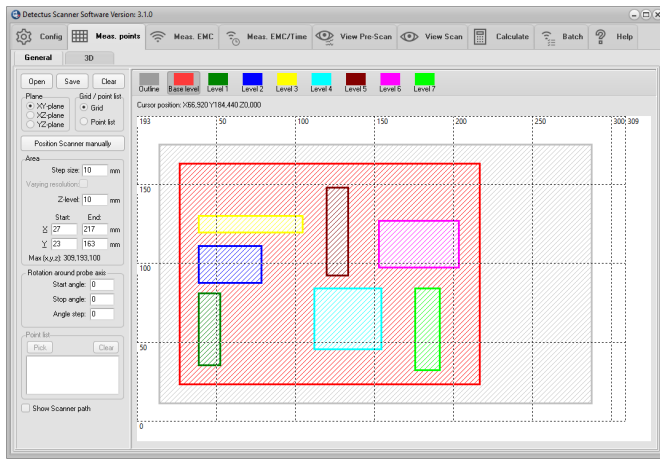 Detectus Scanner Software Version: 3.1.0
Config Meas. points Meas. EMC Meas. EMC/Time View Pre-Scan View Scan Calculate Batch Help
General 3D
Open Save Clear
Plane Grid / point list
XY-plane Grid
XZ-plane
YZ-plane Point list
Position Scanner manually
Area
Step size: 10 mm
Varying resolution:
Z-level: 10 mm
Start: End:
X 27 217 mm
Y 23 163 mm
Max (x,y,z): 309,193,100
Rotation around probe axis
Start angle: 0
Stop angle: 0
Angle step: 0
Point list
Pick Clear
Show Scanner path
Outline Base level Level 1 Level 2 Level 3 Level 4 Level 5 Level 6 Level 7
Cursor position: X66,920 Y184,440 Z0,000
193 50 100 150 200 250 300 309
150
100
50
0